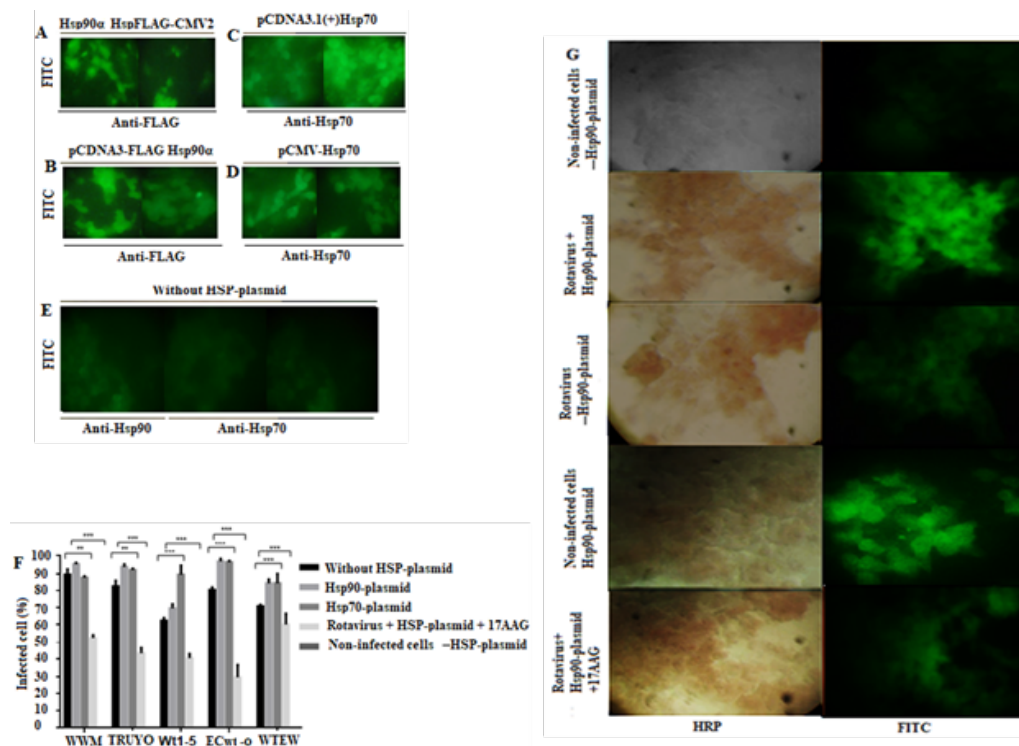 Hsp90α HspFLAG-CMV2
A
FITC
Anti-FLAG
pCDNA3.1(+)Hsp70
C
Anti-Hsp70
pCDNA3-FLAG Hsp90α
B
FITC
Anti-FLAG
pCMV-Hsp70
D
Anti-Hsp70
Without HSP-plasmid
E
FITC
Anti-Hsp90
Anti-Hsp70
F
Infected cell (%)
100
90
80
70
60
50
40
30
20
10
0
*** *** *** *** ***
** ** *** *** ***
WWM TRUYO Wt1-5 ECwt-o WTEW
Without HSP-plasmid
Hsp90-plasmid
Hsp70-plasmid
Rotavirus + HSP-plasmid + 17AAG
Non-infected cells –HSP-plasmid
G
Non-infected cells
–Hsp90-plasmid
Rotavirus +
Hsp90-plasmid
Rotavirus
–Hsp90-plasmid
Non-infected cells
Hsp90-plasmid
Rotavirus+
Hsp90-plasmid
+17AAG
HRP
FITC